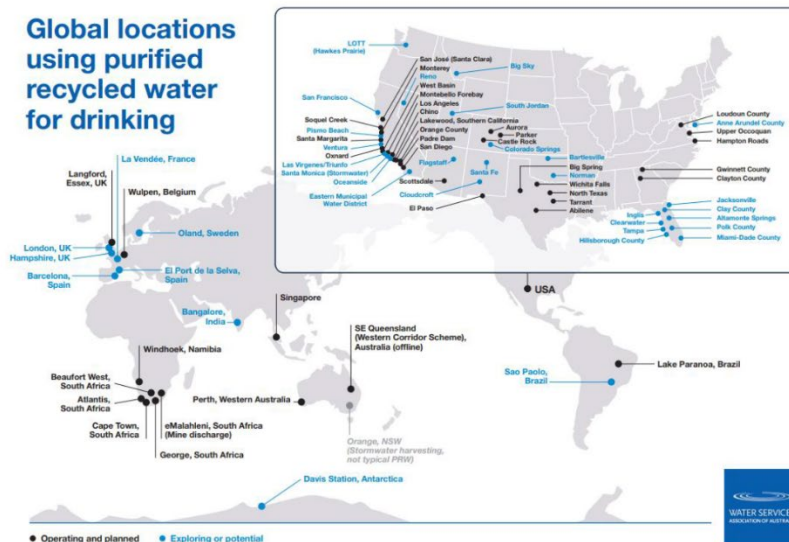 Global locations
using purified
recycled water
for drinking
LOTT
(Hawkes Prairie)
San José (Santa Clara)
Monterey
Reno
West Basin
Montebello Forebay
Los Angeles
Chino
Lakewood, Southern California
Orange County
Padre Dam
San Diego
Big Sky
South Jordan
San Francisco
Soquel Creek
Pismo Beach
Santa Margarita
Ventura
Oxnard
Las Virgenes/Triunfo
Santa Monica (Stormwater)
Oceanside
Eastern Municipal
Water District
Aurora
Parker
Castle Rock
Colorado Springs
Flagstaff
Santa Fe
Scottsdale
Cloudcroft
El Paso
Bartlesville
Norman
Big Spring
Wichita Falls
North Texas
Tarrant
Abilene
Loudoun County
Anne Arundel County
Upper Occoquan
Hampton Roads
Gwinnett County
Clayton County
Jacksonville
Clay County
Inglis
Altamonte Springs
Clearwater
Polk County
Tampa
Hillsborough County
Miami-Dade County
La Vendée, France
Langford,
Essex, UK
Wulpen, Belgium
Oland, Sweden
London, UK
Hampshire, UK
Barcelona,
Spain
El Port de la Selva,
Spain
Bangalore,
India
Singapore
USA
Windhoek, Namibia
SE Queensland
(Western Corridor Scheme),
Australia (offline)
Beaufort West,
South Africa
Atlantis,
South Africa
Cape Town,
South Africa
eMalahleni, South Africa
(Mine discharge)
George, South Africa
Perth, Western Australia
Orange, NSW
(Stormwater harvesting,
not typical PRW)
Sao Paolo,
Brazil
Lake Paranoa, Brazil
Davis Station, Antarctica
Operating and planned
Exploring or potential
WATER SERVICE
ASSOCIATION OF AUSTRAL